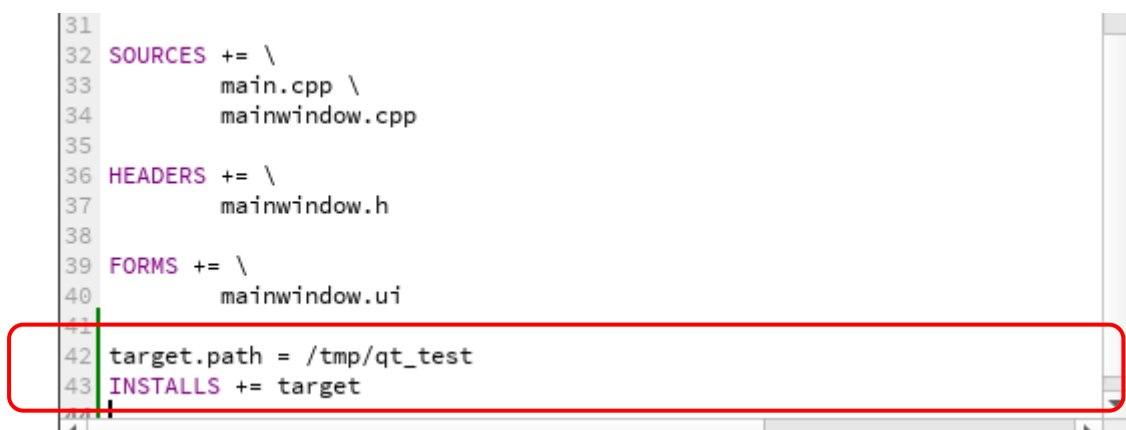 31
32 SOURCES += \
33 main.cpp \
34 mainwindow.cpp
35
36 HEADERS += \
37 mainwindow.h
38
39 FORMS += \
40 mainwindow.ui
41
42 target.path = /tmp/qt_test
43 INSTALLS += target
44